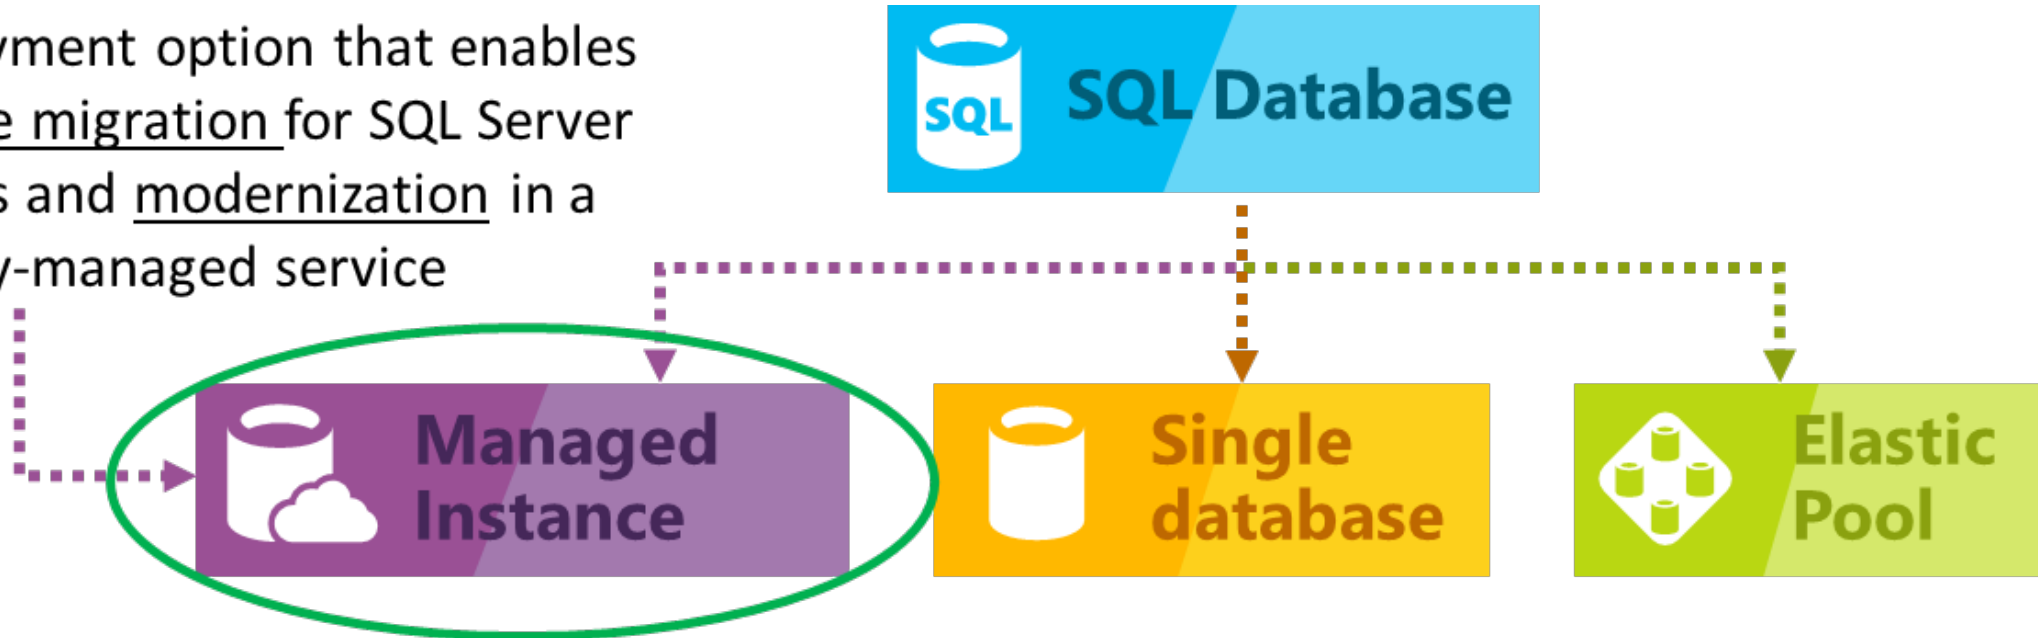 yment option that enables
e migration for SQL Server
s and modernization in a
y-managed service
SQL
SQL Database
Managed
Instance
Single
database
Elastic
Pool